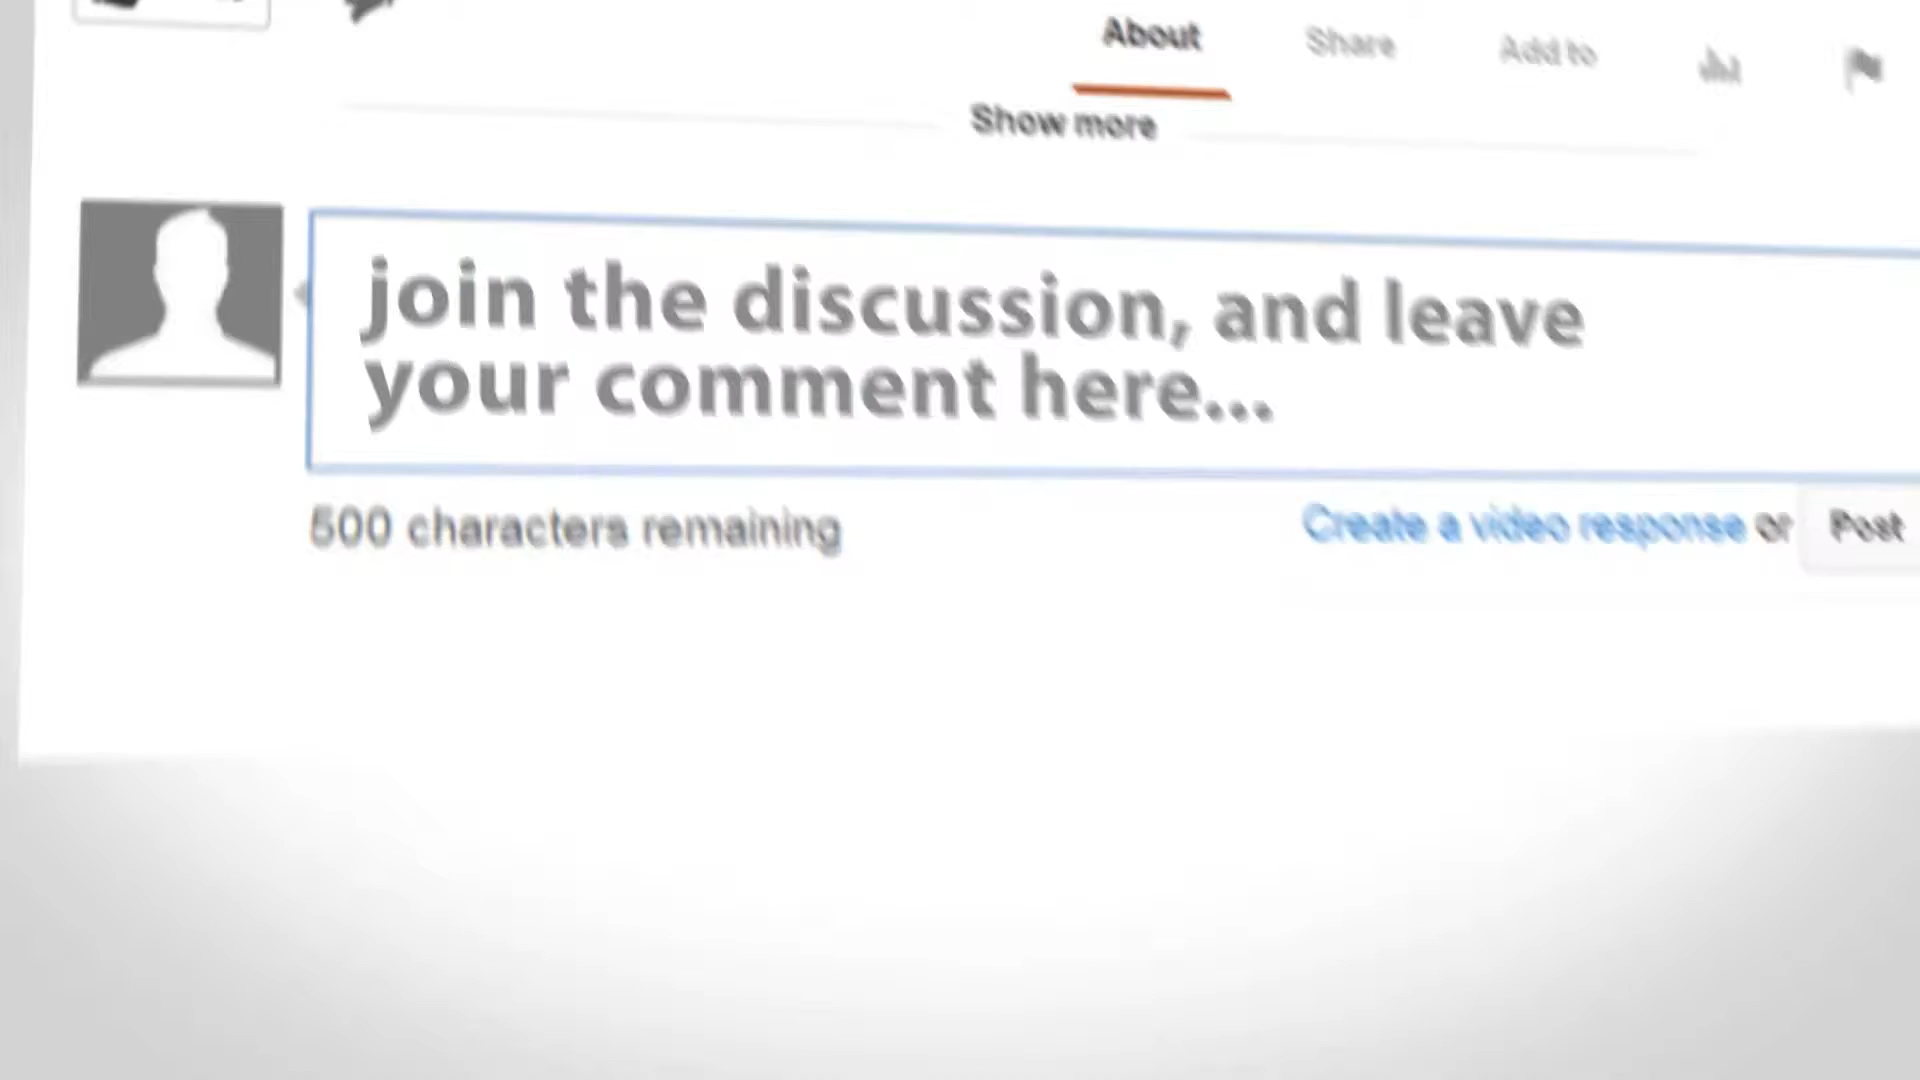 About
Share
Add to
Show more
join the discussion, and leave
your comment here...
500 characters remaining
Create a video response or
Post